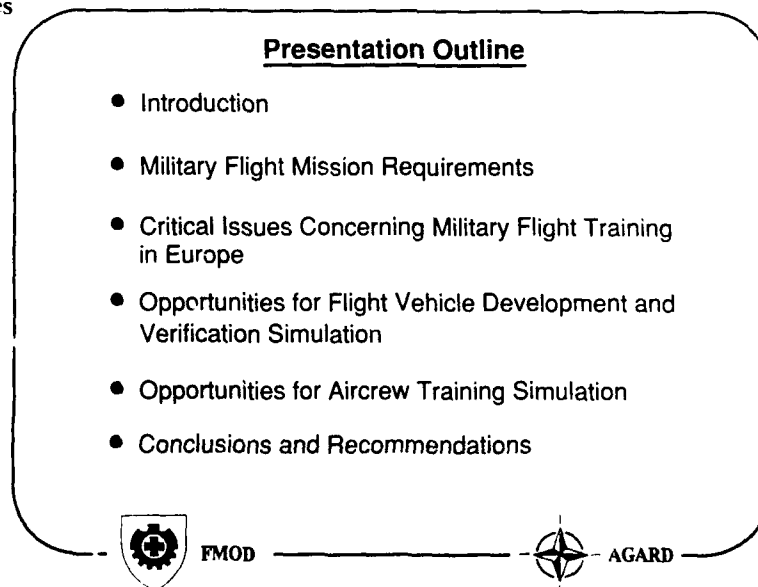 es
Presentation Outline
● Introduction
● Military Flight Mission Requirements
● Critical Issues Concerning Military Flight Training
in Europe
● Opportunities for Flight Vehicle Development and
Verification Simulation
● Opportunities for Aircrew Training Simulation
● Conclusions and Recommendations
FMOD AGARD